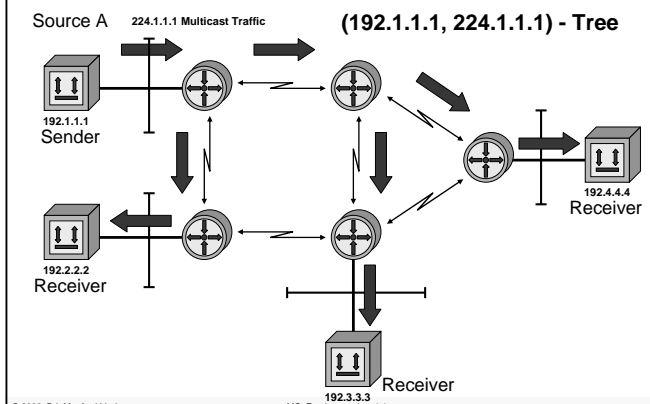 Source A
224.1.1.1 Multicast Traffic
(192.1.1.1, 224.1.1.1) - Tree
192.1.1.1
Sender
192.4.4.4
Receiver
192.2.2.2
Receiver
Receiver
192.3.3.3